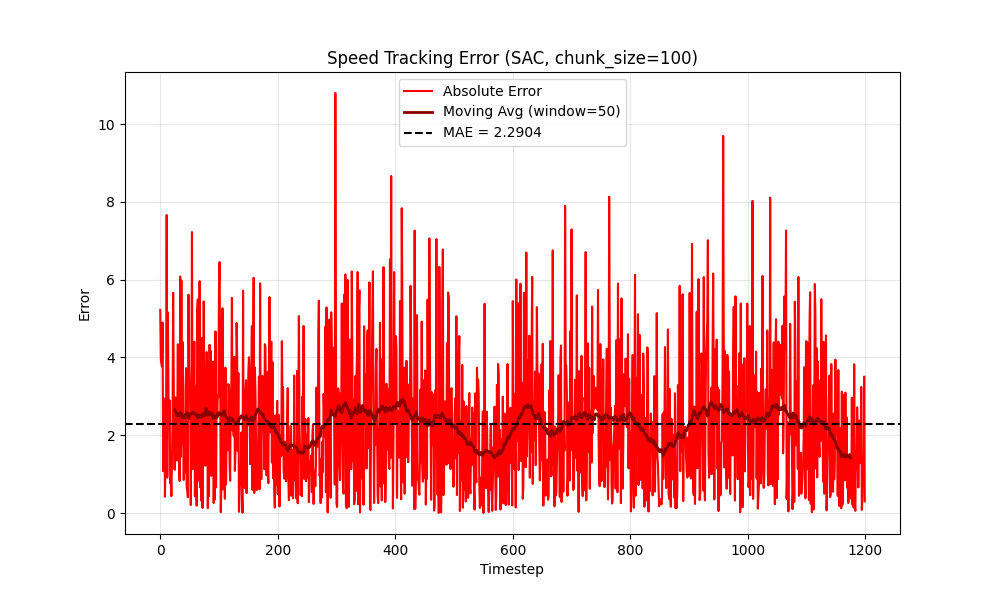 Speed Tracking Error (SAC, chunk_size=100)
Absolute Error
Moving Avg (window=50)
MAE = 2.2904
10
8
6
4
2
0
Error
0 200 400 600 800 1000 1200
Timestep